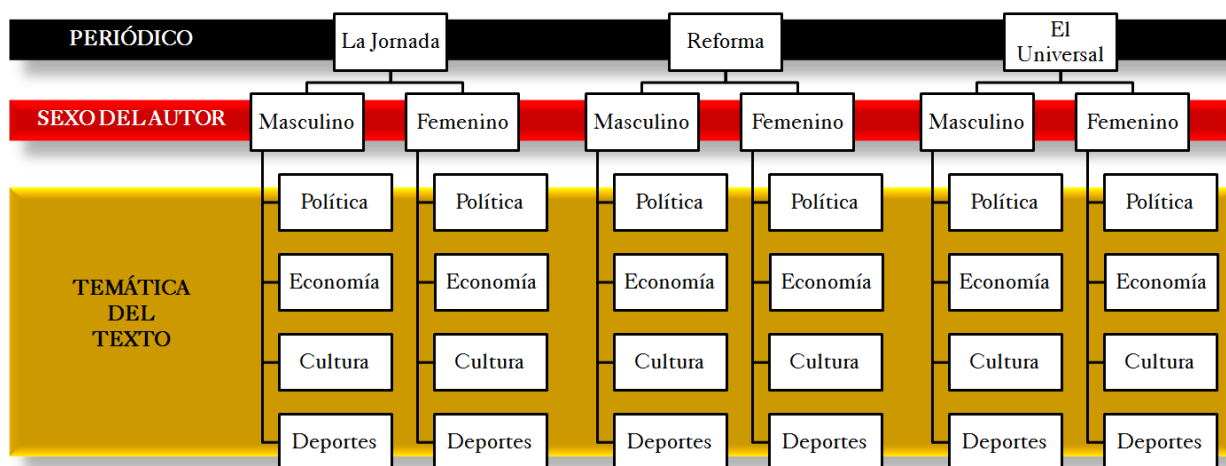 PERIÓDICO
La Jornada
Reforma
El
Universal
SEXO DEL AUTOR
Masculino
Femenino
Masculino
Femenino
Masculino
Femenino
TEMÁTICA
DEL
TEXTO
Política
Política
Política
Política
Política
Política
Economía
Economía
Economía
Economía
Economía
Economía
Cultura
Cultura
Cultura
Cultura
Cultura
Cultura
Deportes
Deportes
Deportes
Deportes
Deportes
Deportes